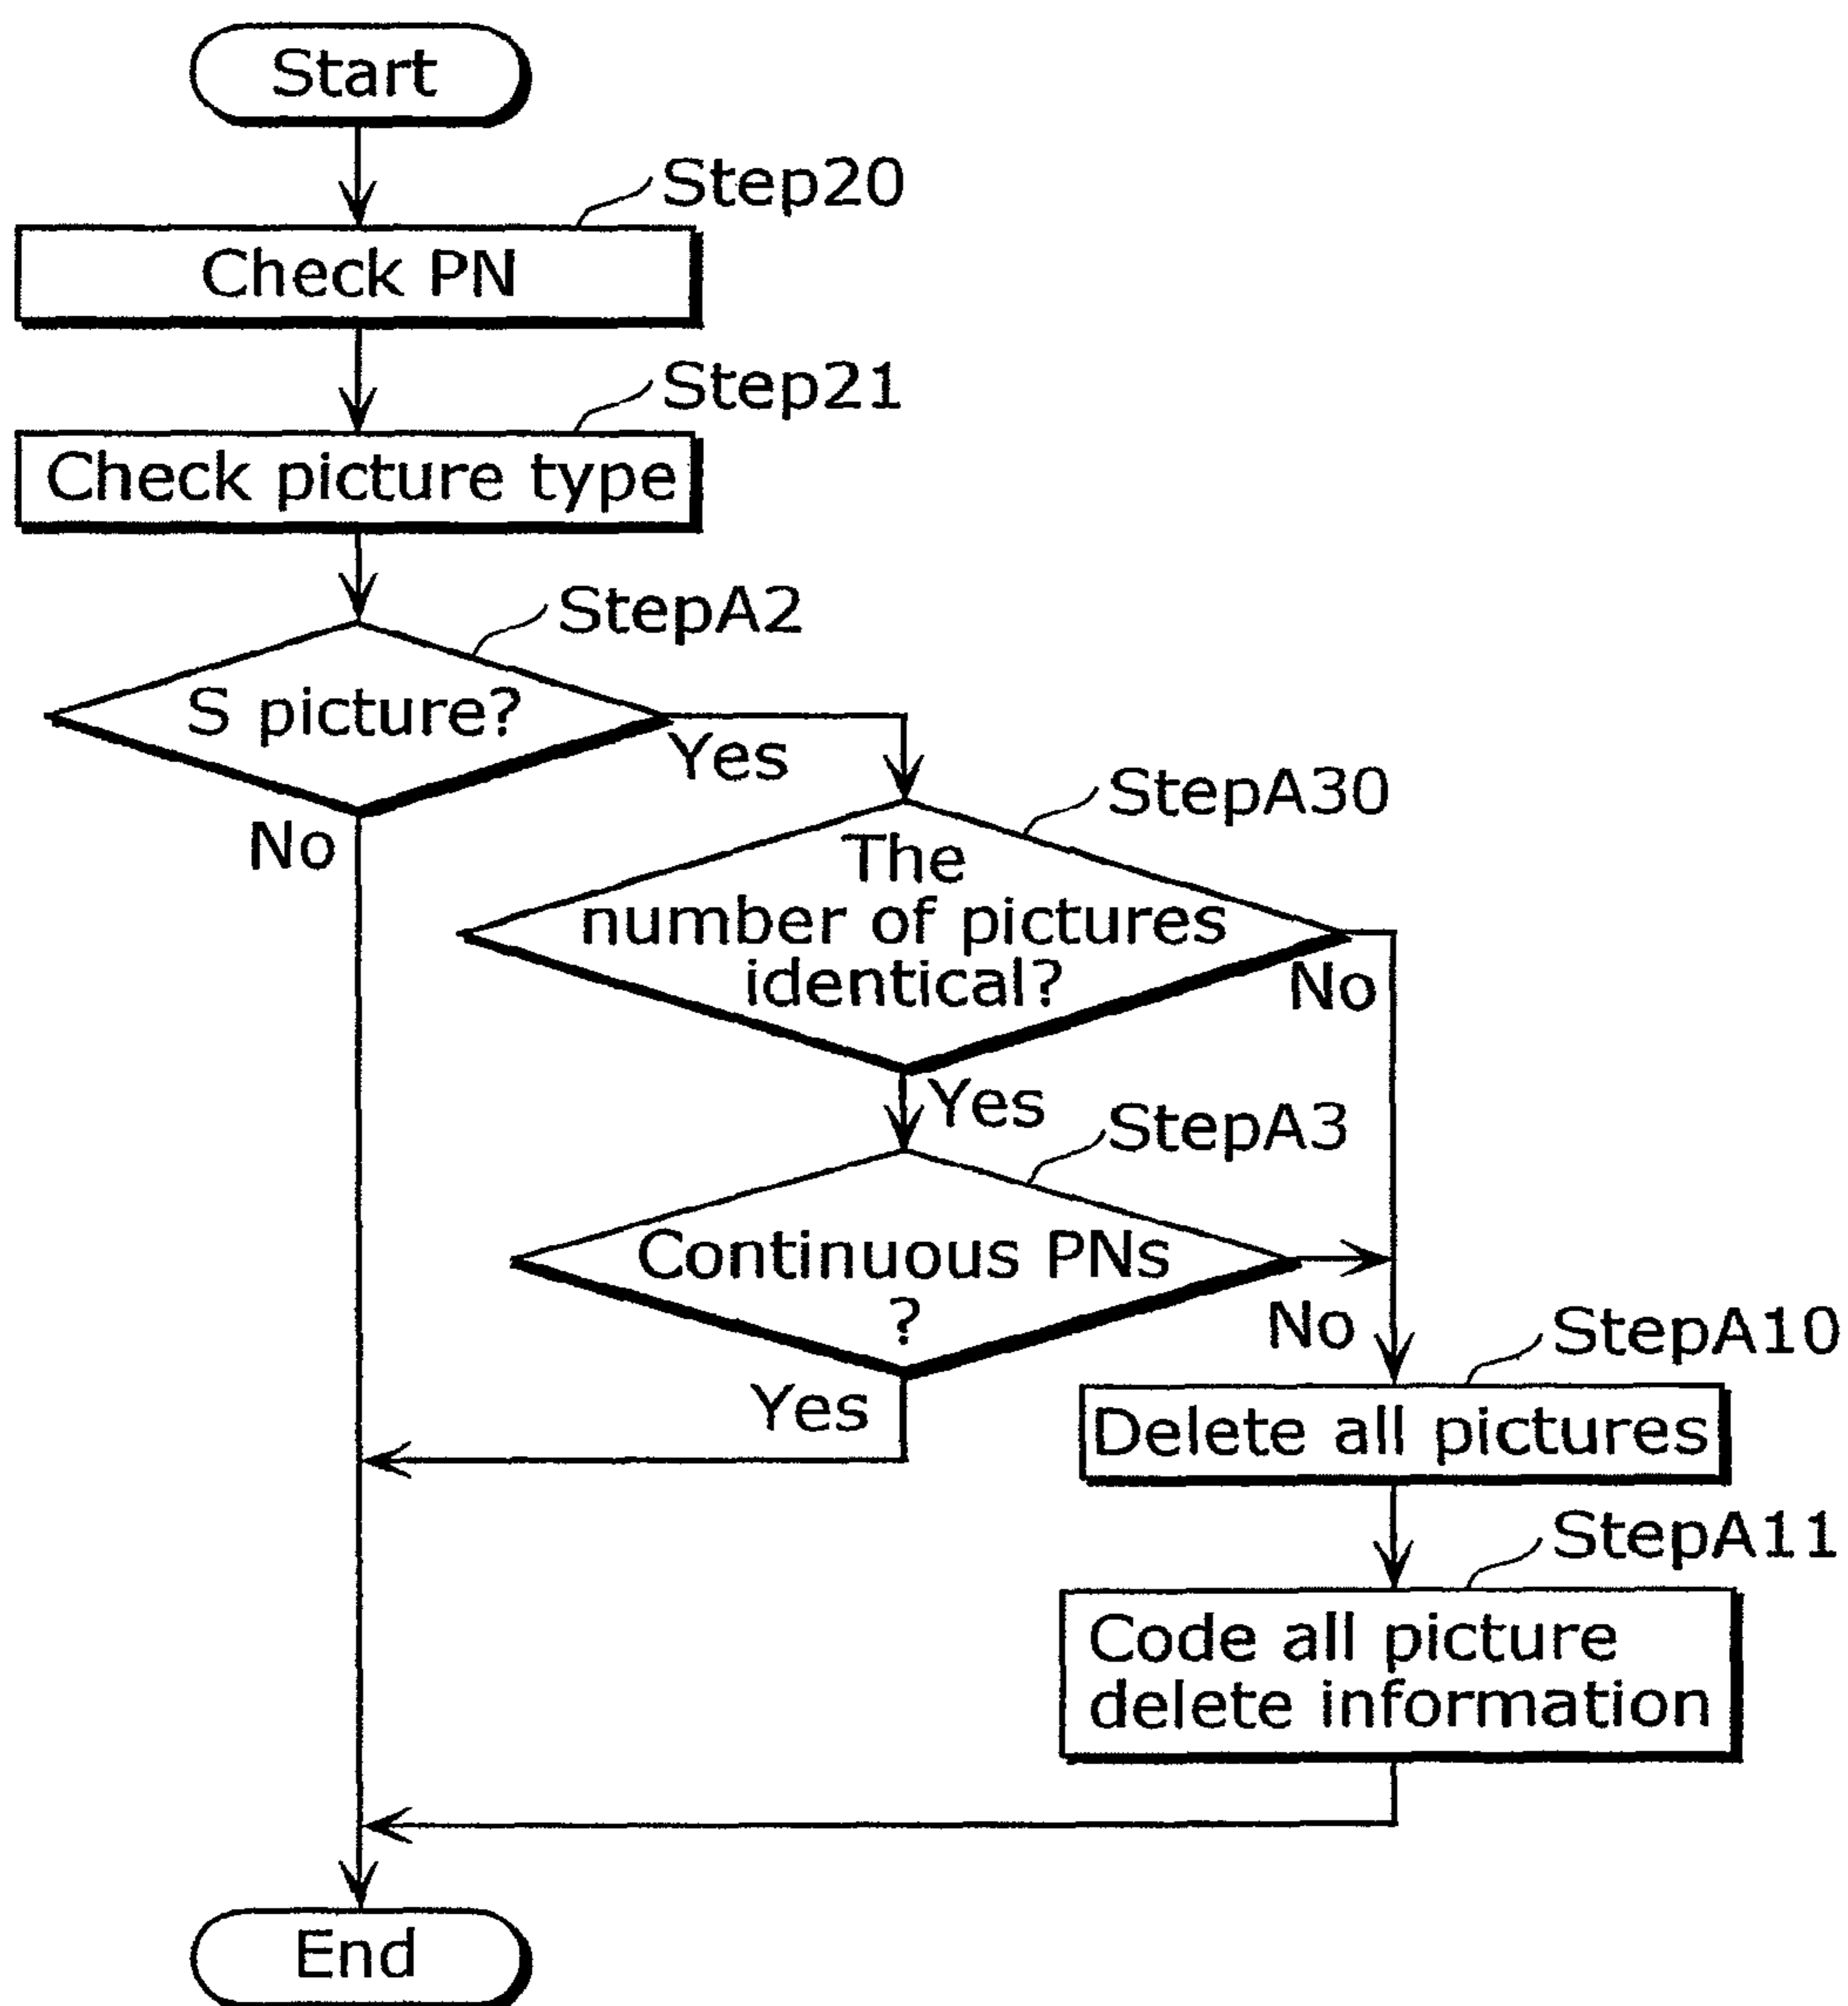 Start
Step20
Check PN
Step21
Check picture type
StepA2
S picture?
Yes
No
StepA30
The
number of pictures
identical?
No
Yes
StepA3
Continuous PNs
?
No
Yes
StepA10
Delete all pictures
StepA11
Code all picture
delete information
End